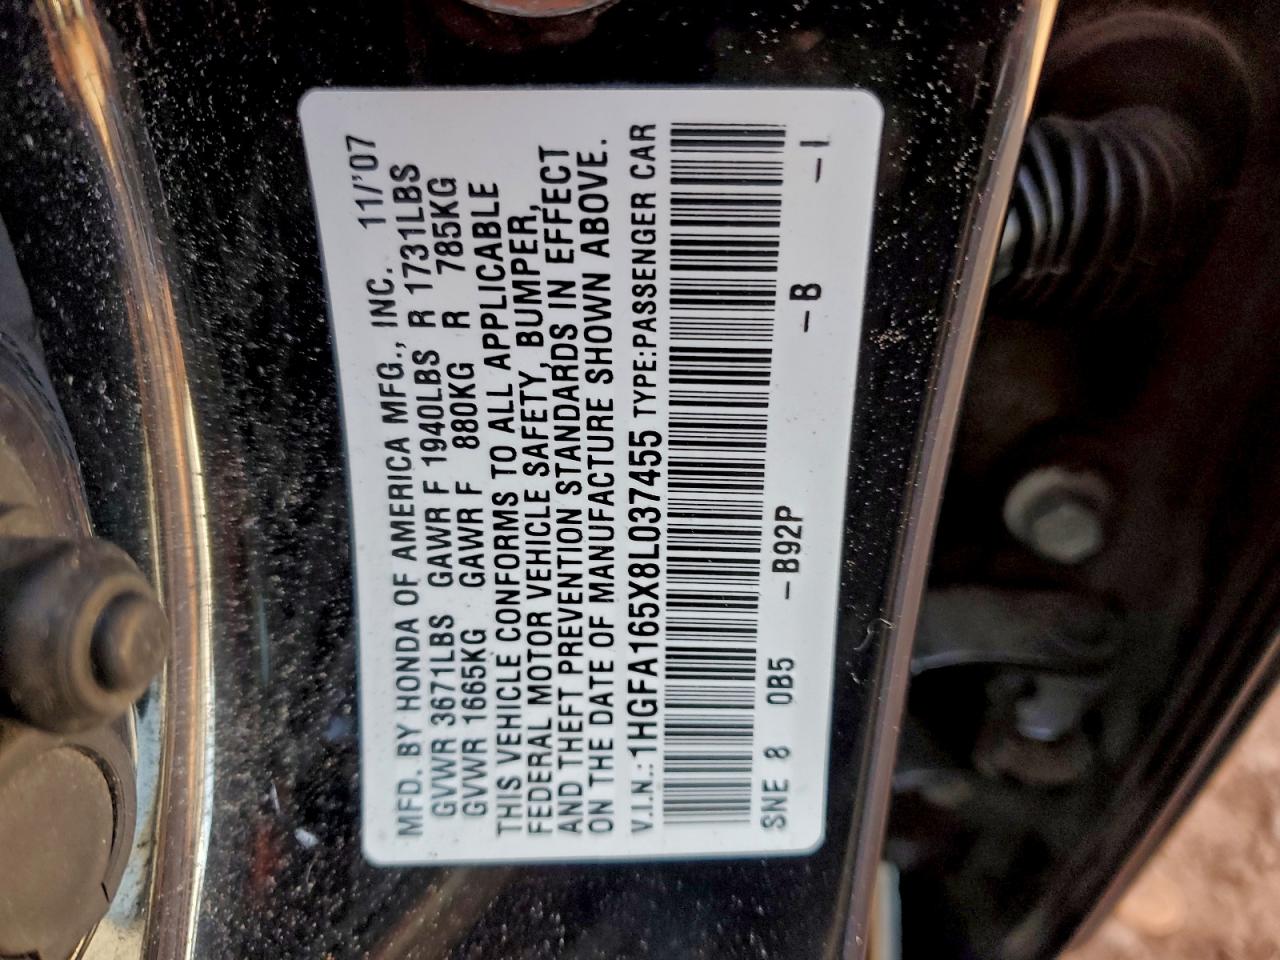 MFD. BY HONDA OF AMERICA MFG., INC. 11/'07
GVWR 3671LBS GAWR F 1940LBS R 1731LBS
GVWR 1665KG GAWR F 880KG R 785KG
THIS VEHICLE CONFORMS TO ALL APPLICABLE
FEDERAL MOTOR VEHICLE SAFETY, BUMPER,
AND THEFT PREVENTION STANDARDS IN EFFECT
ON THE DATE OF MANUFACTURE SHOWN ABOVE.
V.I.N.: 1HGFA165X8L037455 TYPE:PASSENGER CAR
SNE 8 0B5 –B92P –B –I